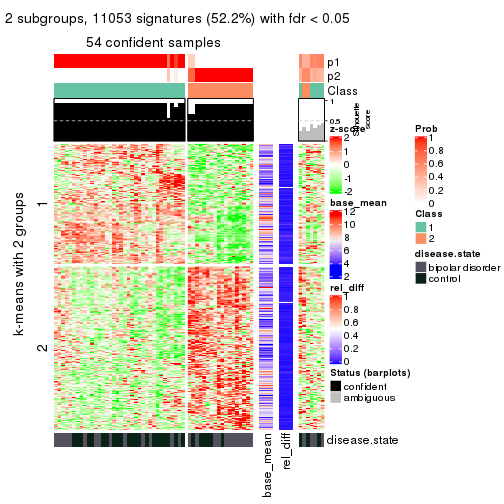 2 subgroups, 11053 signatures (52.2%) with fdr < 0.05
54 confident samples
p1
p2
Class
1
0.5
0
Silhouette
score
k-means with 2 groups
1
2
disease.state
base_mean
rel_diff
z-score
2
1
0
-1
-2
base_mean
12
10
8
6
4
2
rel_diff
1
0.8
0.6
0.4
0.2
0
Status (barplots)
confident
ambiguous
Prob
1
0.8
0.6
0.4
0.2
0
Class
1
2
disease.state
bipolar disorder
control